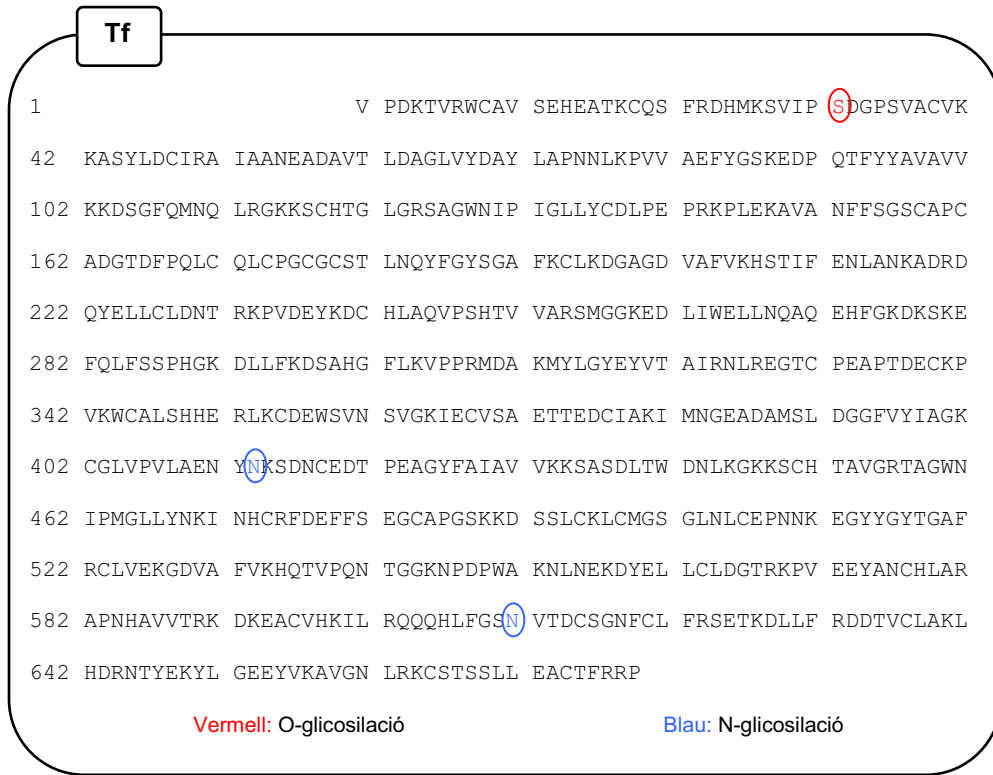 Tf
1 V PDKTVRWCAV SEHEATKCQS FRDHMKSVIP SDGPSVACVK
42 KASYLDCIRA IAANEADAVT LDAGLVYDAY LAPNNLKPVV AEFYGSKEDP QTFYYAVAVV
102 KKDSGFQMNQ LRGKKSCHTG LGRSAGWNIP IGLLYCDLPE PRKPLEKAVA NFFSGSCAPC
162 ADGTDFPQLC QLCPGCGCST LNQYFGYSGA FKCLKDGAGD VAFVKHSTIF ENLANKADRD
222 QYELLCLDNT RKPVDEYKDC HLAQVPSHTV VARSMGGKED LIWELLNQAQ EHFGKDKSKE
282 FQLFSSPHGK DLLFKDSAHG FLKVPPRMDA KMYLGYEYVT AIRNLREGTC PEAPTDECKP
342 VKWCALSHHE RLKCDEWSVN SVGKIECVSA ETTEDCIAKI MNGEADAMSL DGGFVYIAGK
402 CGLVPVLAEN YNKSDNCEDT PEAGYFAIAV VKKSASDLTW DNLKGKKSCH TAVGRTAGWN
462 IPMGLLYNKI NHCRFDEFFS EGCAPGSKKD SSLCKLCMGS GLNLCEPNNK EGYYGYTGAF
522 RCLVEKGDVA FVKHQTVPQN TGGKNPDPWA KNLNEKDYEL LCLDGTRKPV EEYANCHLAR
582 APNHAVVTRK DKEACVHKIL RQQQHLFGSN VTDCSGNFCL FRSETKDLLF RDDTVCLAKL
642 HDRNTYEKYL GEEYVKAVGN LRKCSTSSLL EACTFRRP
Vermell: O-glicosilació Blau: N-glicosilació